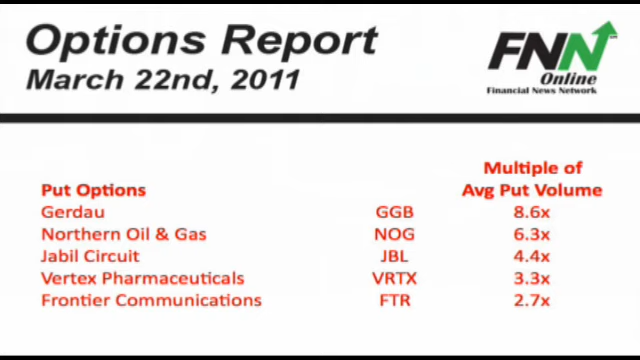 Options Report
March 22nd, 2011
FNN
Online
Financial News Network
Multiple of
Put Options Avg Put Volume
Gerdau GGB 8.6x
Northern Oil & Gas NOG 6.3x
Jabil Circuit JBL 4.4x
Vertex Pharmaceuticals VRTX 3.3x
Frontier Communications FTR 2.7x